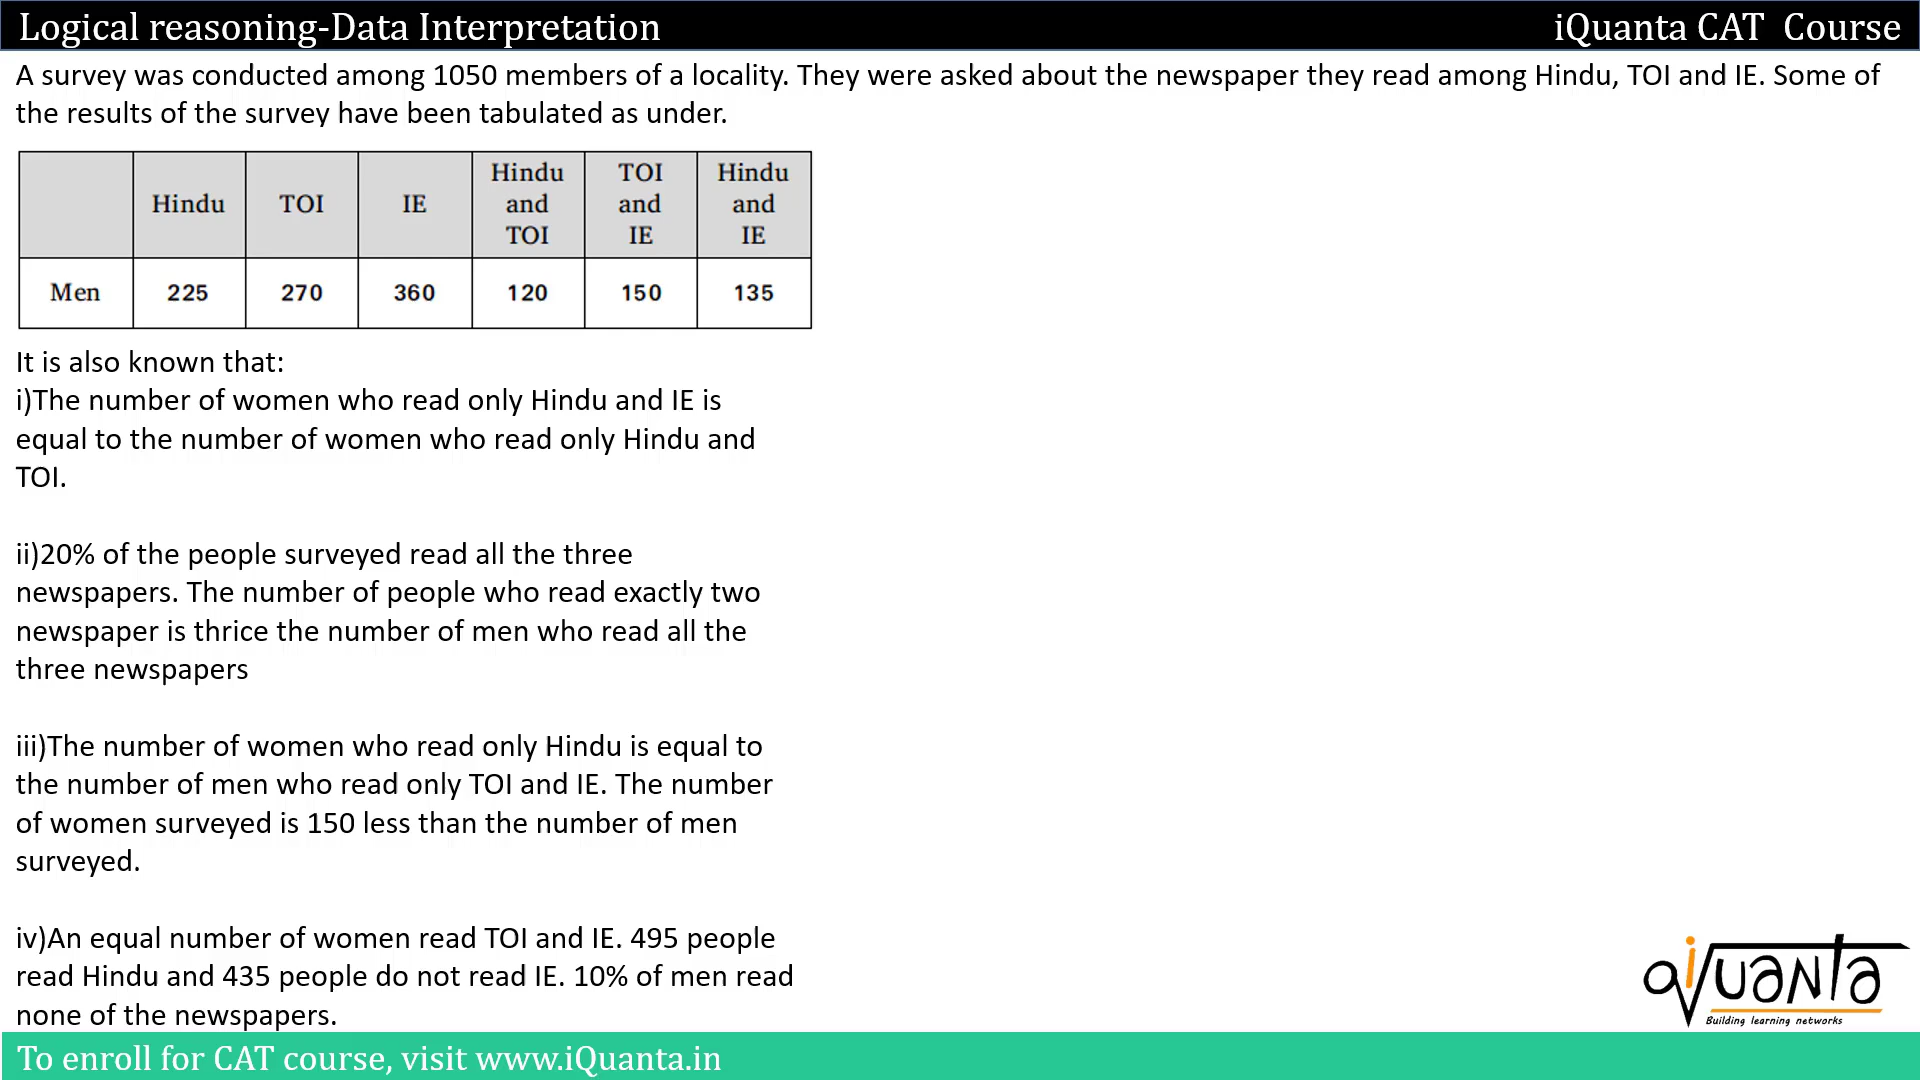 Logical reasoning-Data Interpretation
iQuanta CAT Course
A survey was conducted among 1050 members of a locality. They were asked about the newspaper they read among Hindu, TOI and IE. Some of
the results of the survey have been tabulated as under.
Hindu TOI IE Hindu and TOI TOI and IE Hindu and IE
Men 225 270 360 120 150 135
It is also known that:
i)The number of women who read only Hindu and IE is
equal to the number of women who read only Hindu and
TOI.
ii)20% of the people surveyed read all the three
newspapers. The number of people who read exactly two
newspaper is thrice the number of men who read all the
three newspapers
iii)The number of women who read only Hindu is equal to
the number of men who read only TOI and IE. The number
of women surveyed is 150 less than the number of men
surveyed.
iv)An equal number of women read TOI and IE. 495 people
read Hindu and 435 people do not read IE. 10% of men read
none of the newspapers.
iQuanta
Building learning networks
To enroll for CAT course, visit www.iQuanta.in